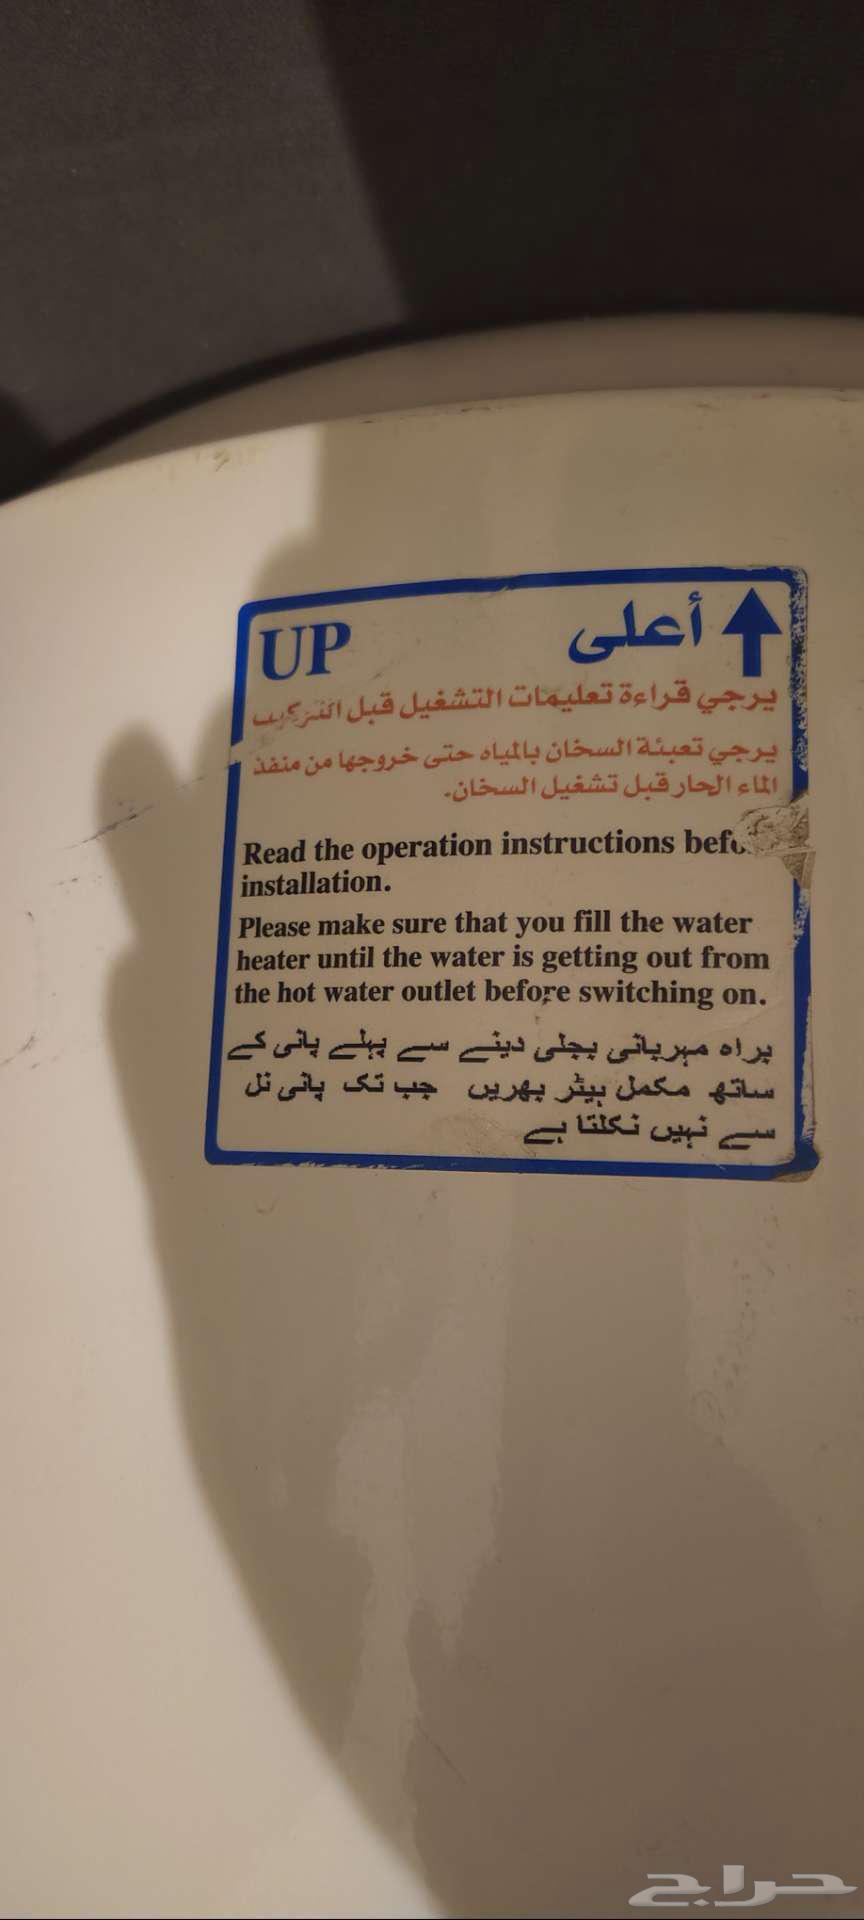 UP أعلى
يرجي قراءة تعليمات التشغيل قبل التركيب
يرجي تعبئة السخان بالمياه حتى خروجها من منفذ
الماء الحار قبل تشغيل السخان.
Read the operation instructions befo
installation.
Please make sure that you fill the water
heater until the water is getting out from
the hot water outlet before switching on.
براہ مہربانی بجلی دینے سے پہلے پانی کے
ساتھ مکمل ہیٹر بھریں جب تک پانی نل
سے نہیں نکلتا ہے
حراج